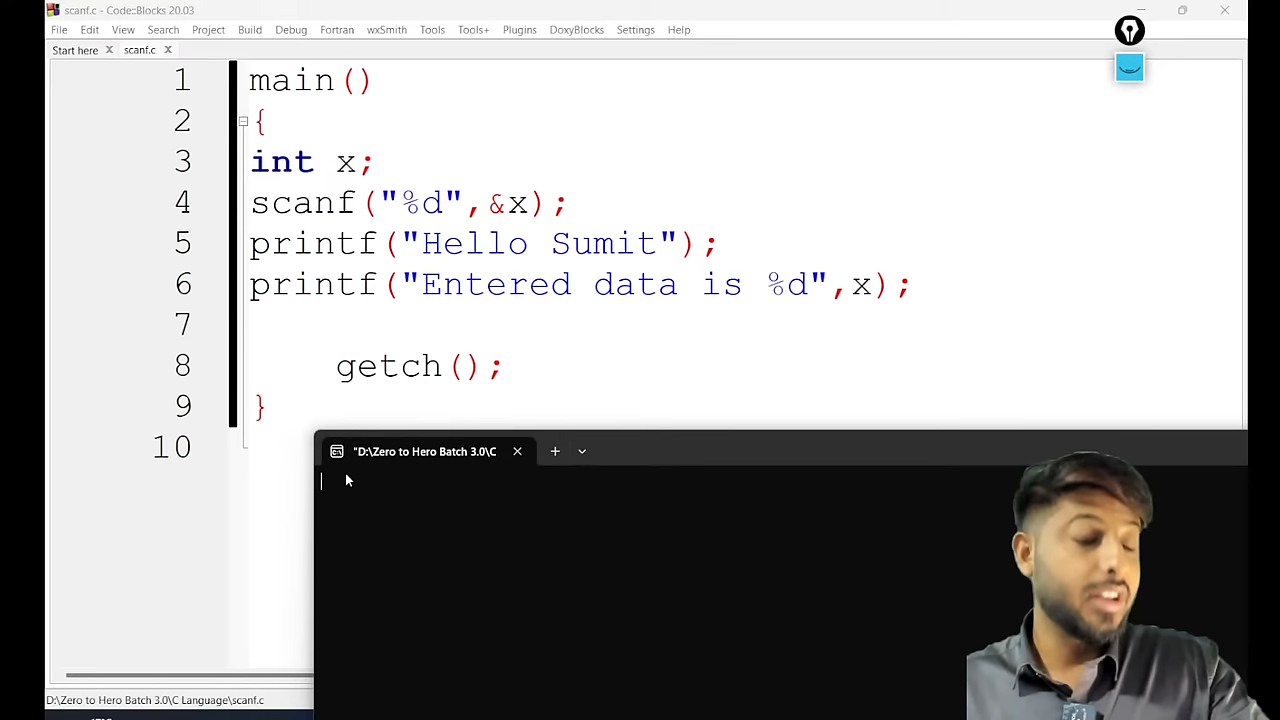 scanf.c - Code::Blocks 20.03
File Edit View Search Project Build Debug Fortran wxSmith Tools Tools+ Plugins DoxyBlocks Settings Help
Start here scanf.c
1 main()
2 {
3 int x;
4 scanf("%d",&x);
5 printf("Hello Sumit");
6 printf("Entered data is %d",x);
7
8 getch();
9 }
10
"D:\Zero to Hero Batch 3.0\C
D:\Zero to Hero Batch 3.0\C Language\scanf.c